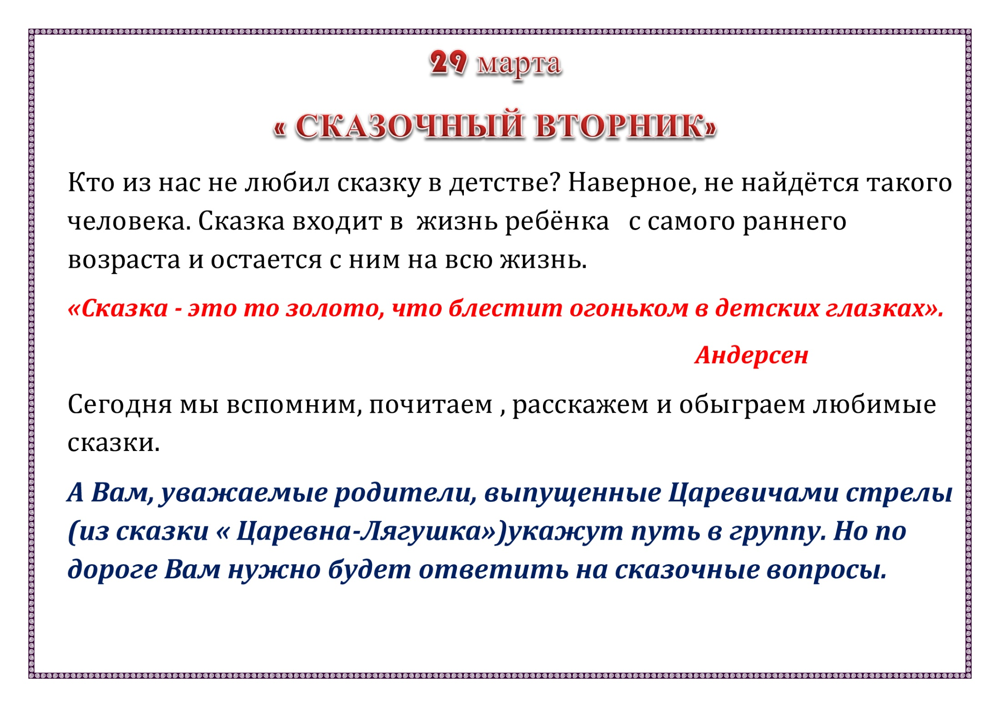 29 марта
« СКАЗОЧНЫЙ ВТОРНИК»
Кто из нас не любил сказку в детстве? Наверное, не найдётся такого
человека. Сказка входит в  жизнь ребёнка   с самого раннего
возраста и остается с ним на всю жизнь.
«Сказка - это то золото, что блестит огоньком в детских глазках».
Андерсен
Сегодня мы вспомним, почитаем , расскажем и обыграем любимые
сказки.
А Вам, уважаемые родители, выпущенные Царевичами стрелы
(из сказки « Царевна-Лягушка»)укажут путь в группу. Но по
дороге Вам нужно будет ответить на сказочные вопросы.